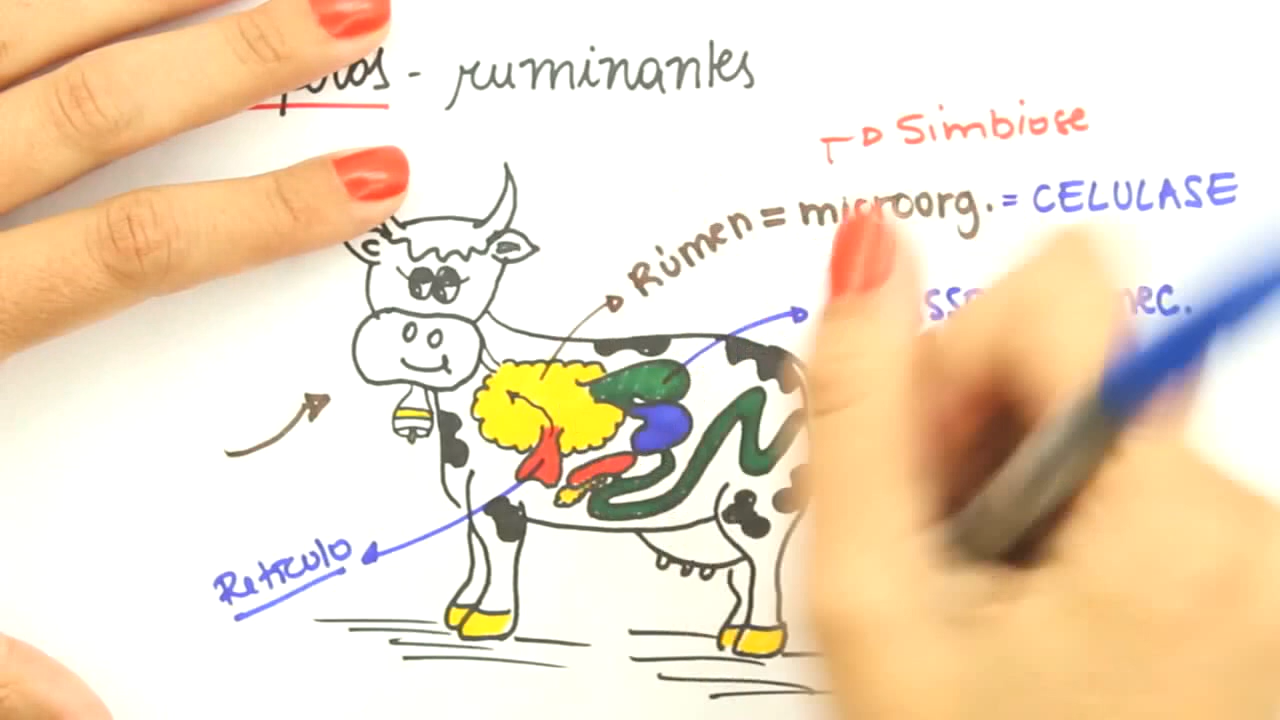 - ruminantes
Simbiose
Rúmen = microorg. = CELULASE
Retículo